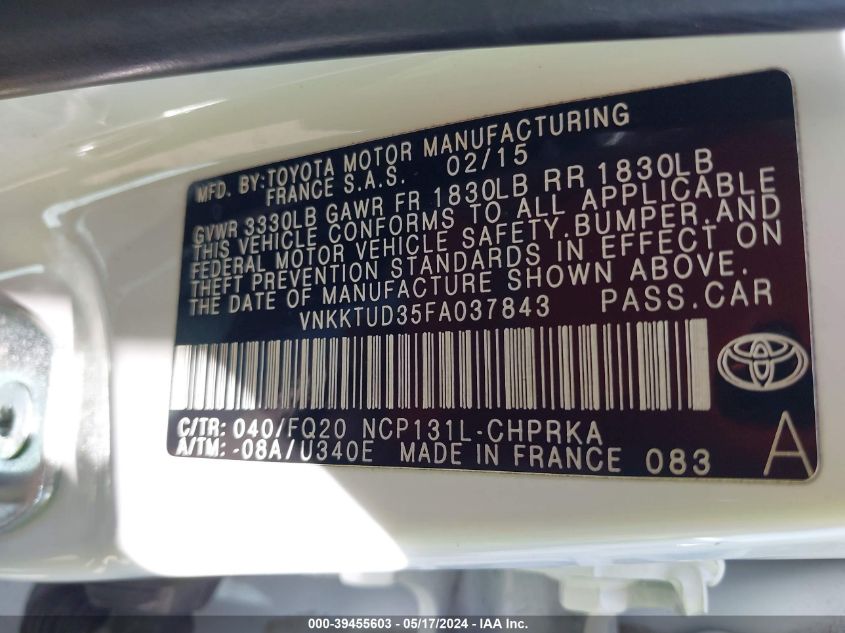 MFD. BY:TOYOTA MOTOR MANUFACTURING
FRANCE S.A.S. 02/15
GVWR 3330LB GAWR FR 1830LB RR 1830LB
THIS VEHICLE CONFORMS TO ALL APPLICABLE
FEDERAL MOTOR VEHICLE SAFETY.BUMPER.AND
THEFT PREVENTION STANDARDS IN EFFECT ON
THE DATE OF MANUFACTURE SHOWN ABOVE.
VNKKTUD35FA037843 PASS.CAR
C/TR: 040/FQ20 NCP131L-CHPRKA
A/TM: -08A/U340E MADE IN FRANCE 083 A
000-39455603 / 05/17/2024 / IAA Inc.